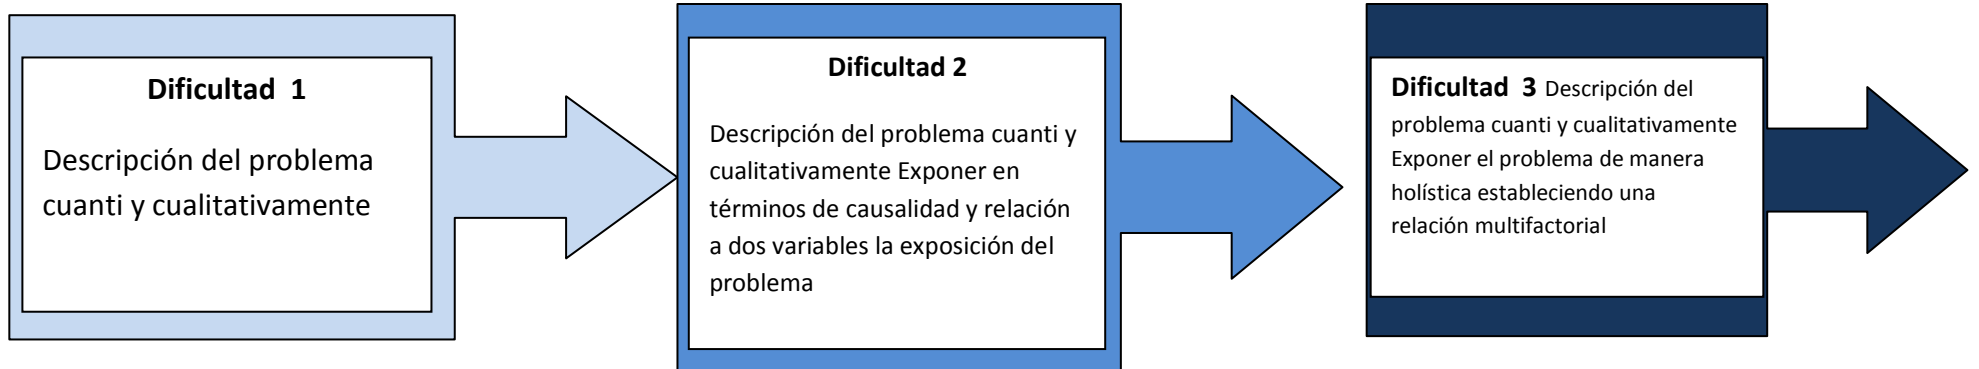 Dificultad  1
Descripción del problema
cuanti y cualitativamente
Dificultad 2
Descripción del problema cuanti y
cualitativamente Exponer en
términos de causalidad y relación
a dos variables la exposición del
problema
Dificultad  3 Descripción del
problema cuanti y cualitativamente
Exponer el problema de manera
holística estableciendo una
relación multifactorial